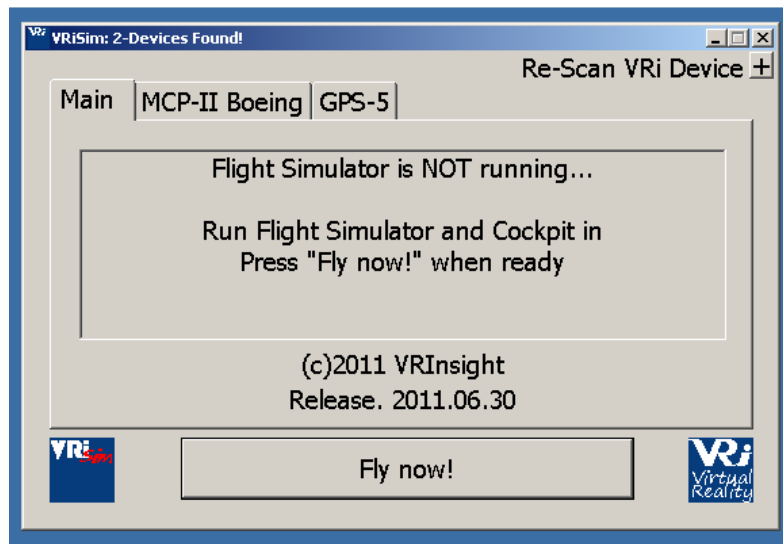 VRi
VRiSim: 2-Devices Found!
Re-Scan VRi Device +
Main
MCP-II Boeing
GPS-5
Flight Simulator is NOT running...
Run Flight Simulator and Cockpit in
Press "Fly now!" when ready
(c)2011 VRInsight
Release. 2011.06.30
VRiSim
Fly now!
VRi
Virtual
Reality